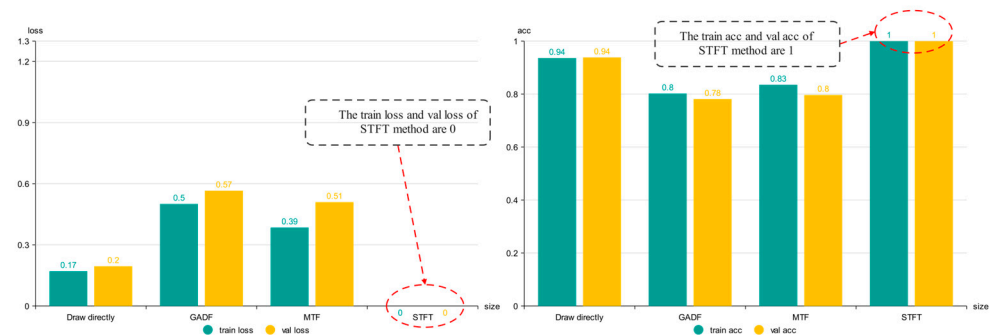 loss
1.3
1.2
0.9
0.6
0.3
0
0.17
0.2
0.5
0.57
0.39
0.51
0
0
The train loss and val loss of
STFT method are 0
Draw directly
GADF
MTF
STFT
size
train loss
val loss
acc
1
0.8
0.6
0.4
0.2
0
0.94
0.94
0.8
0.78
0.83
0.8
1
1
The train acc and val acc of
STFT method are 1
Draw directly
GADF
MTF
STFT
size
train acc
val acc